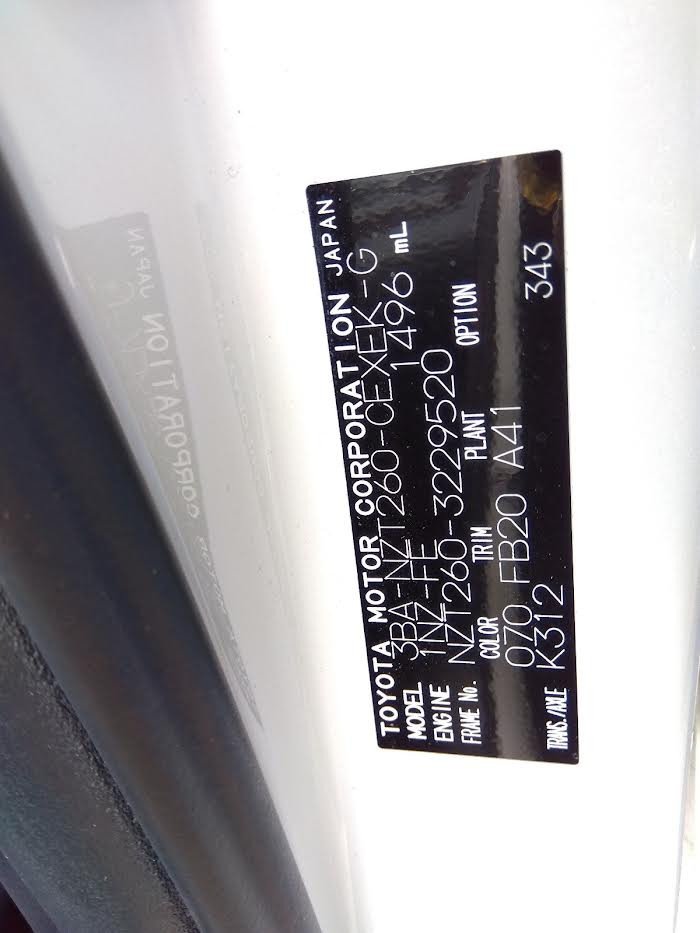 TOYOTA MOTOR CORPORATION JAPAN
MODEL 3BA-NZT260-CEXEK-G
ENGINE 1NZ-FE 1496 mL
FRAME No. NZT260-3229520
COLOR TRIM PLANT OPTION
070 FB20 A41
TRANS./AXLE K312 343